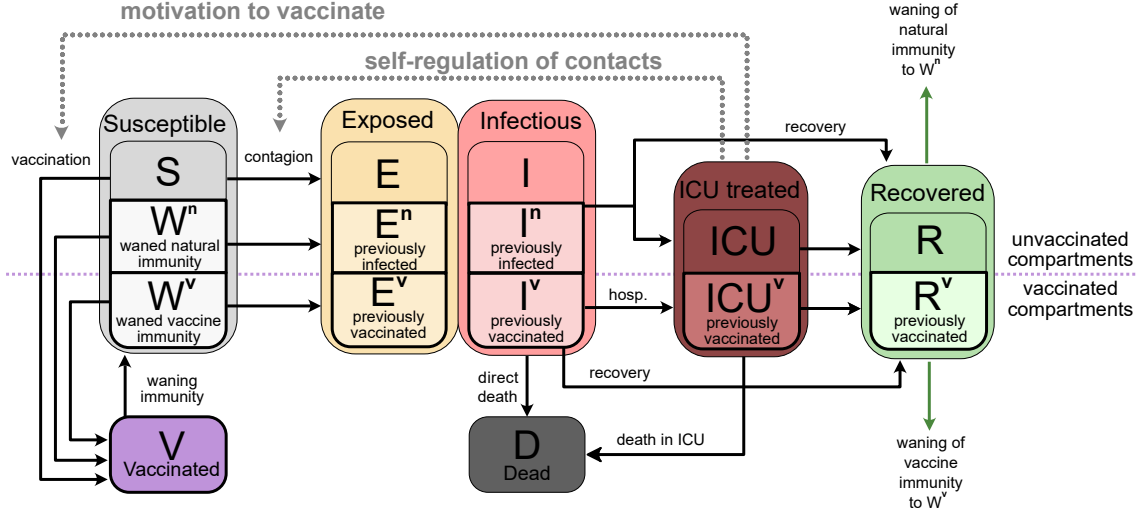 motivation to vaccinate
self-regulation of contacts
waning of
natural
immunity
to Wⁿ
Susceptible
Exposed
Infectious
ICU treated
Recovered
vaccination
contagion
recovery
S
Wⁿ
waned natural
immunity
Wᵛ
waned vaccine
immunity
E
Eⁿ
previously
infected
Eᵛ
previously
vaccinated
I
Iⁿ
previously
infected
Iᵛ
previously
vaccinated
hosp.
ICU
ICUᵛ
previously
vaccinated
R
Rᵛ
previously
vaccinated
unvaccinated
compartments
vaccinated
compartments
waning
immunity
direct
death
recovery
V
Vaccinated
D
Dead
death in ICU
waning of
vaccine
immunity
to Wᵛ